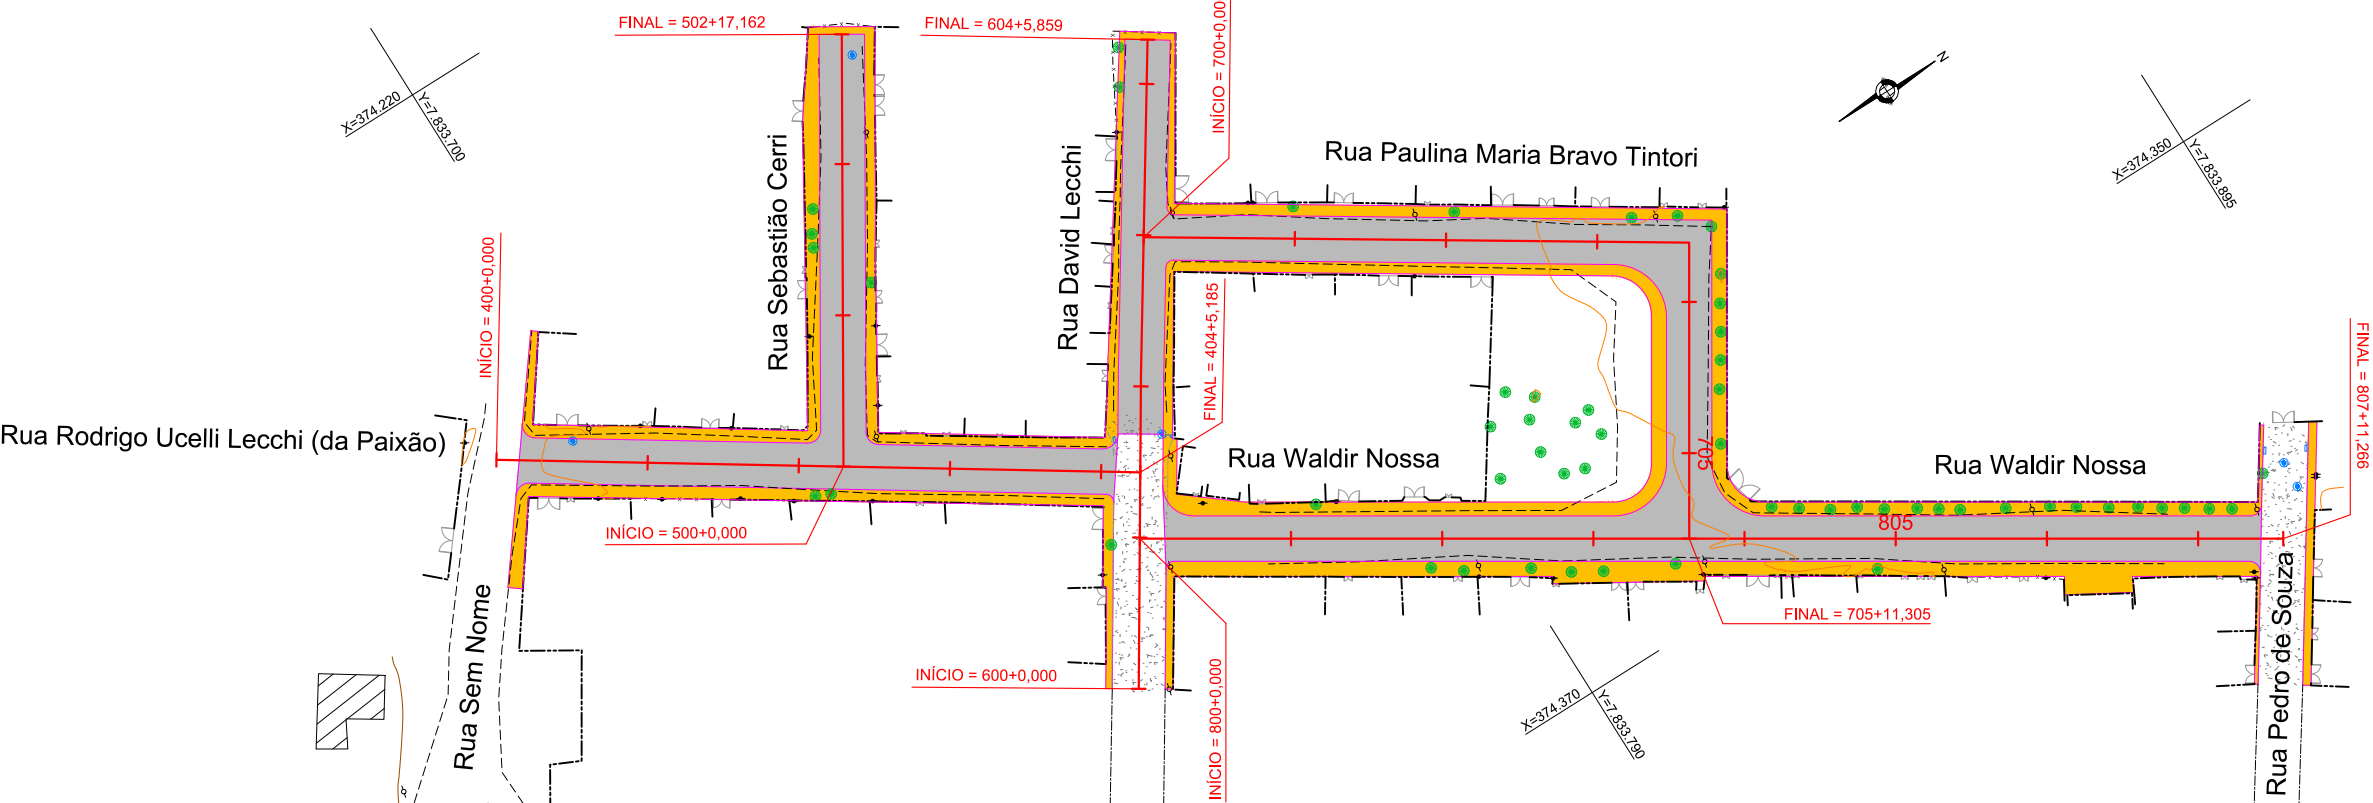 FINAL = 502+17,162
FINAL = 604+5,859
INÍCIO = 700+0,00
N
X=374.220
Y=7.833.700
X=374.350
Y=7.833.895
Rua Paulina Maria Bravo Tintori
Rua Sebastião Cerri
Rua David Lecchi
INÍCIO = 400+0,000
FINAL = 404+5,185
FINAL = 807+11,266
Rua Rodrigo Ucelli Lecchi (da Paixão)
Rua Waldir Nossa
705
Rua Waldir Nossa
805
INÍCIO = 500+0,000
FINAL = 705+11,305
Rua Sem Nome
INÍCIO = 600+0,000
INÍCIO = 800+0,000
X=374.370
Y=7.833.790
Rua Pedro de Souza